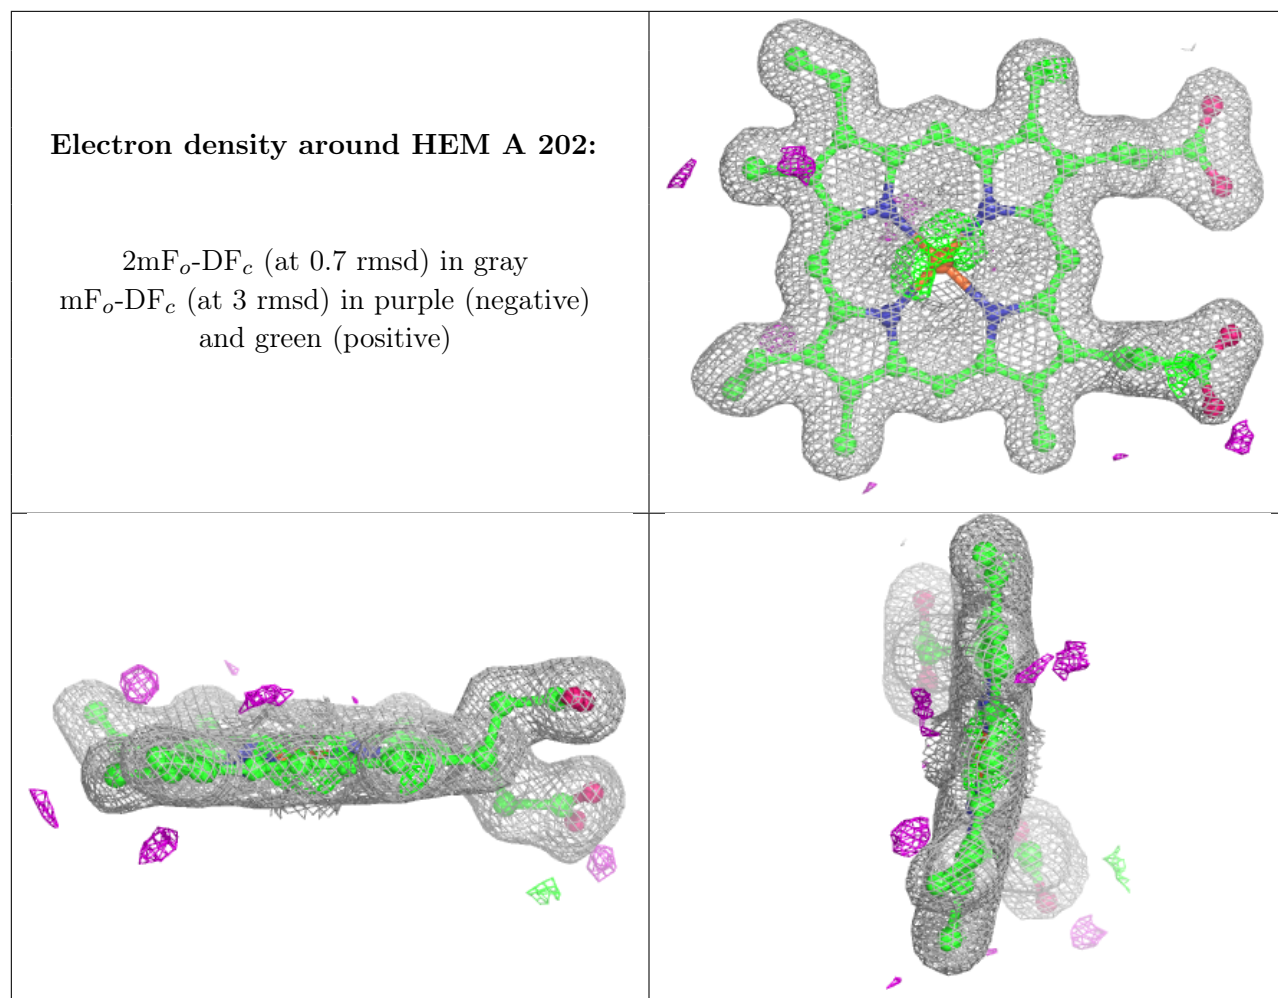 Electron density around HEM A 202:
2mFo-DFc (at 0.7 rmsd) in gray
mFo-DFc (at 3 rmsd) in purple (negative)
and green (positive)